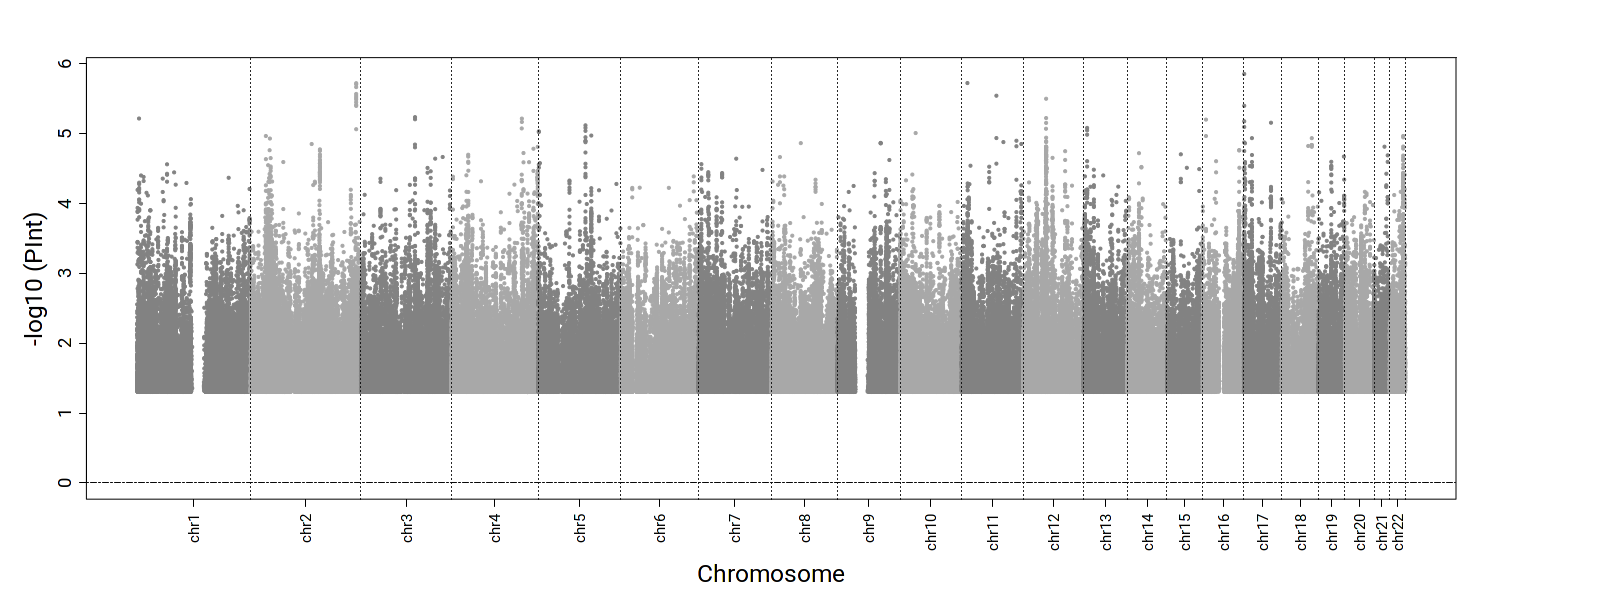 -log10 (PInt)
6
5
4
3
2
1
0
chr1
chr2
chr3
chr4
chr5
chr6
chr7
chr8
chr9
chr10
chr11
chr12
chr13
chr14
chr15
chr16
chr17
chr18
chr19
chr20
chr21
chr22
Chromosome